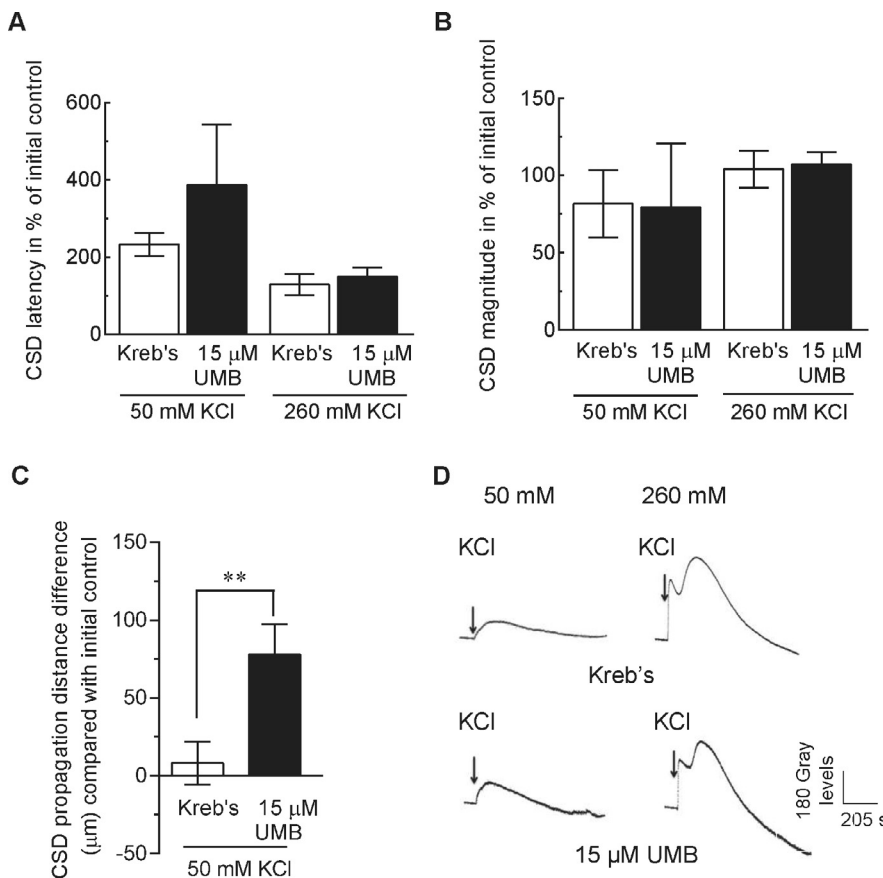 A
CSD latency in % of initial control
600
400
200
0
Kreb's
15 μM
UMB
Kreb's
15 μM
UMB
50 mM KCl
260 mM KCl
B
CSD magnitude in % of initial control
150
100
50
0
Kreb's
15 μM
UMB
Kreb's
15 μM
UMB
50 mM KCl
260 mM KCl
C
CSD propagation distance difference
(μm) compared with initial control
150
100
50
0
-50
**
Kreb's
15 μM
UMB
50 mM KCl
D
50 mM
260 mM
KCl
KCl
Kreb's
KCl
KCl
180 Gray
levels
205 s
15 μM UMB